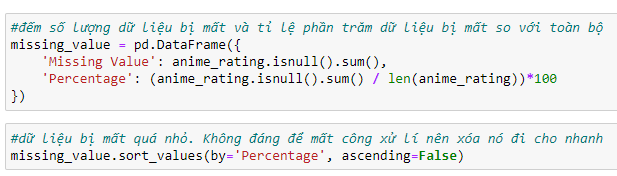 #đếm số lượng dữ liệu bị mất và tỉ lệ phần trăm dữ liệu bị mất so với toàn bộ
missing_value = pd.DataFrame({
    'Missing Value': anime_rating.isnull().sum(),
    'Percentage': (anime_rating.isnull().sum() / len(anime_rating))*100
})
#dữ liệu bị mất quá nhỏ. Không đáng để mất công xử lí nên xóa nó đi cho nhanh
missing_value.sort_values(by='Percentage', ascending=False)